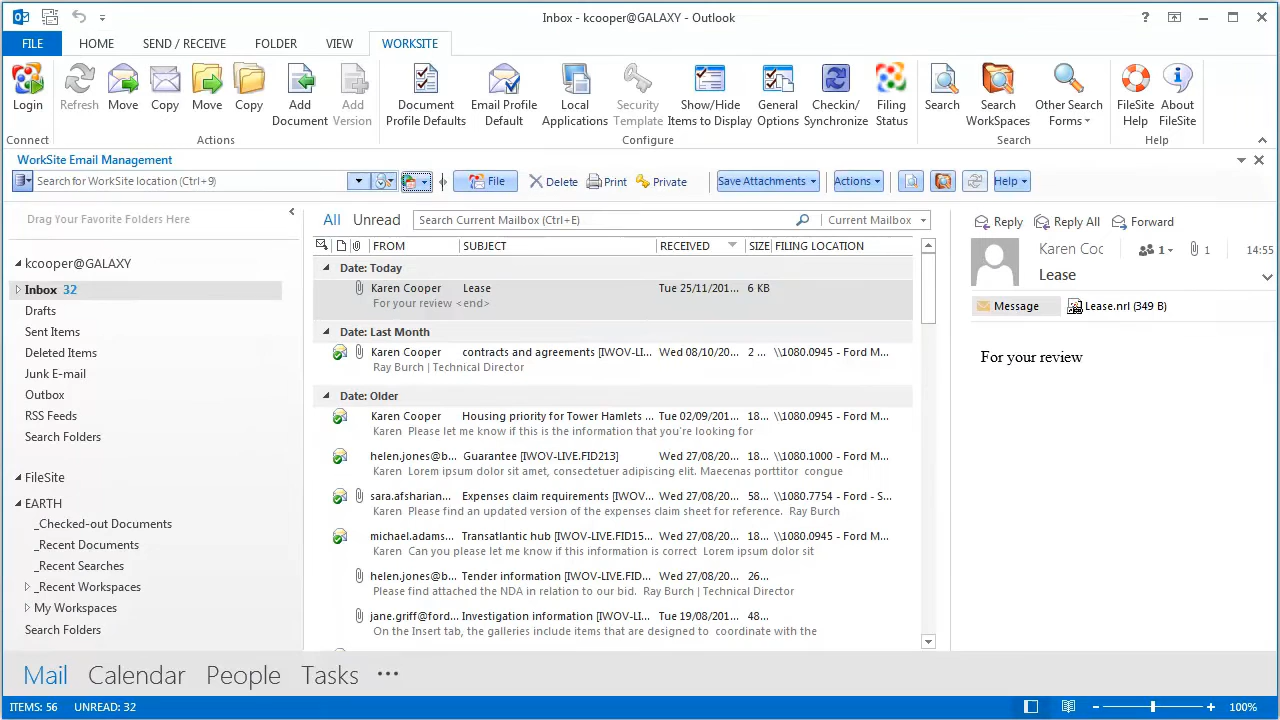 Inbox - kcooper@GALAXY - Outlook
FILE HOME SEND / RECEIVE FOLDER VIEW WORKSITE
Login Refresh Move Copy Move Copy Add Document Add Version Document Profile Defaults Email Profile Default Local Applications Security Template Show/Hide Items to Display General Options Checkin/ Synchronize Filing Status Search Search WorkSpaces Other Search Forms FileSite Help About FileSite
Connect Actions Configure Search Help
WorkSite Email Management
Search for WorkSite location (Ctrl+9) File Delete Print Private Save Attachments Actions Help
Drag Your Favorite Folders Here
kcooper@GALAXY
Inbox 32
Drafts
Sent Items
Deleted Items
Junk E-mail
Outbox
RSS Feeds
Search Folders
FileSite
EARTH
_Checked-out Documents
_Recent Documents
_Recent Searches
_Recent Workspaces
My Workspaces
Search Folders
All Unread Search Current Mailbox (Ctrl+E) Current Mailbox
FROM SUBJECT RECEIVED SIZE FILING LOCATION
Date: Today
Karen Cooper Lease Tue 25/11/201... 6 KB
For your review <end>
Date: Last Month
Karen Cooper contracts and agreements [IWOV-LI... Wed 08/10/201... 2 ... \\1080.0945 - Ford M...
Ray Burch | Technical Director
Date: Older
Karen Cooper Housing priority for Tower Hamlets ... Tue 02/09/201... 18... \\1080.0945 - Ford M...
Karen Please let me know if this is the information that you're looking for
helen.jones@b... Guarantee [IWOV-LIVE.FID213] Wed 27/08/201... 18... \\1080.1000 - Ford M...
Karen Lorem ipsum dolor sit amet, consectetuer adipiscing elit. Maecenas porttitor congue
sara.afsharian... Expenses claim requirements [IWOV... Wed 27/08/201... 58... \\1080.7754 - Ford - S...
Karen Please find an updated version of the expenses claim sheet for reference. Ray Burch
michael.adams... Transatlantic hub [IWOV-LIVE.FID15... Wed 27/08/201... 18... \\1080.0945 - Ford M...
Karen Can you please let me know if this information is correct Lorem ipsum dolor sit
helen.jones@b... Tender information [IWOV-LIVE.FID... Wed 27/08/201... 26...
Please find attached the NDA in relation to our bid. Ray Burch | Technical Director
jane.griff@ford... Investigation information [IWOV-LI... Tue 19/08/201... 48...
On the Insert tab, the galleries include items that are designed to coordinate with the
Reply Reply All Forward
Karen Coc 1 1 14:55
Lease
Message Lease.nrl (349 B)
For your review
Mail Calendar People Tasks ...
ITEMS: 56 UNREAD: 32 100%